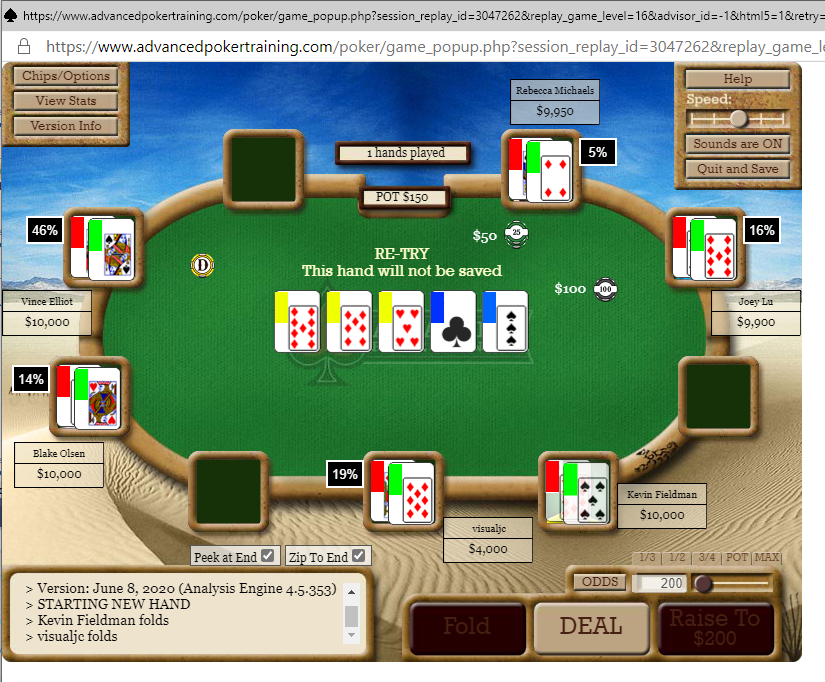 https://www.advancedpokertraining.com/poker/game_popup.php?session_replay_id=3047262&replay_game_level=16&advisor_id=-1&html5=1&retry=
https://www.advancedpokertraining.com/poker/game_popup.php?session_replay_id=3047262&replay_game_le
Chips/Options
View Stats
Version Info
Rebecca Michaels
$9,950
Help
Speed:
Sounds are ON
Quit and Save
1 hands played
POT $150
5%
46%
16%
$50
25
D
RE-TRY
This hand will not be saved
$100
100
Vince Elliot
$10,000
Joey Lu
$9,900
14%
Blake Olsen
$10,000
19%
Kevin Fieldman
$10,000
visualjc
$4,000
Peek at End
Zip To End
1/3 1/2 3/4 POT MAX
ODDS
200
> Version: June 8, 2020 (Analysis Engine 4.5.353)
> STARTING NEW HAND
> Kevin Fieldman folds
> visualjc folds
Fold
DEAL
Raise To
$200